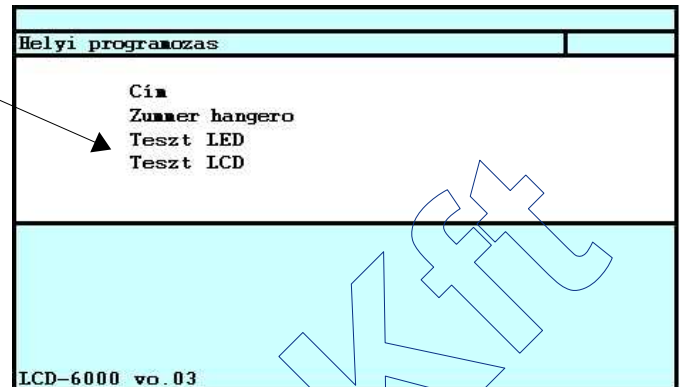 Helyi programozas
Cím
Zummer hangero
Teszt LED
Teszt LCD
Kft
LCD-6000 vo.03